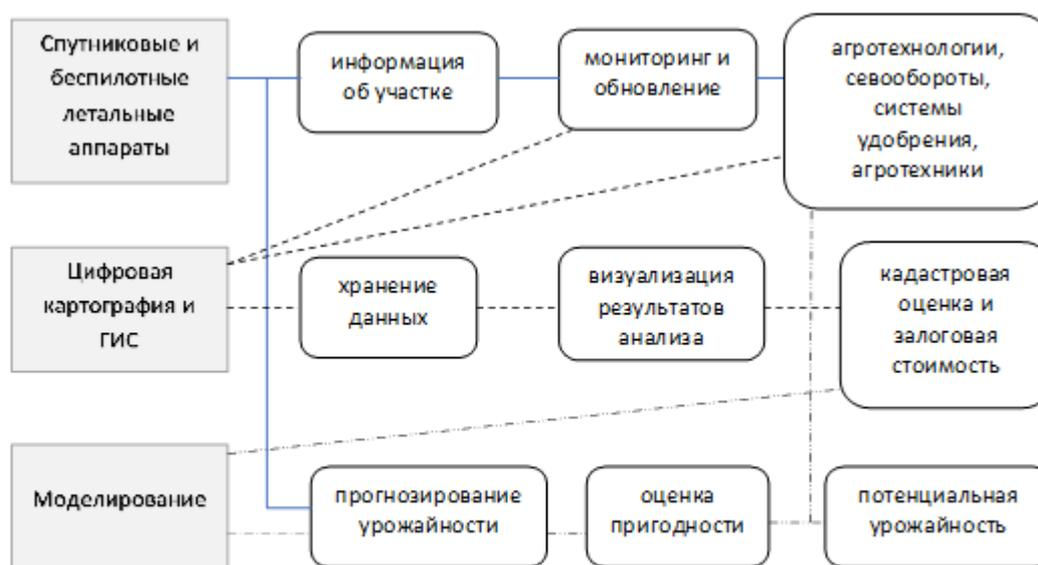 Спутниковые и
беспилотные
летальные
аппараты
информация
об участке
мониторинг и
обновление
агротехнологии,
севообороты,
системы
удобрения,
агротехники
Цифровая
картография и
ГИС
хранение
данных
визуализация
результатов
анализа
кадастровая
оценка и
залоговая
стоимость
Моделирование
прогнозирование
урожайности
оценка
пригодности
потенциальная
урожайность